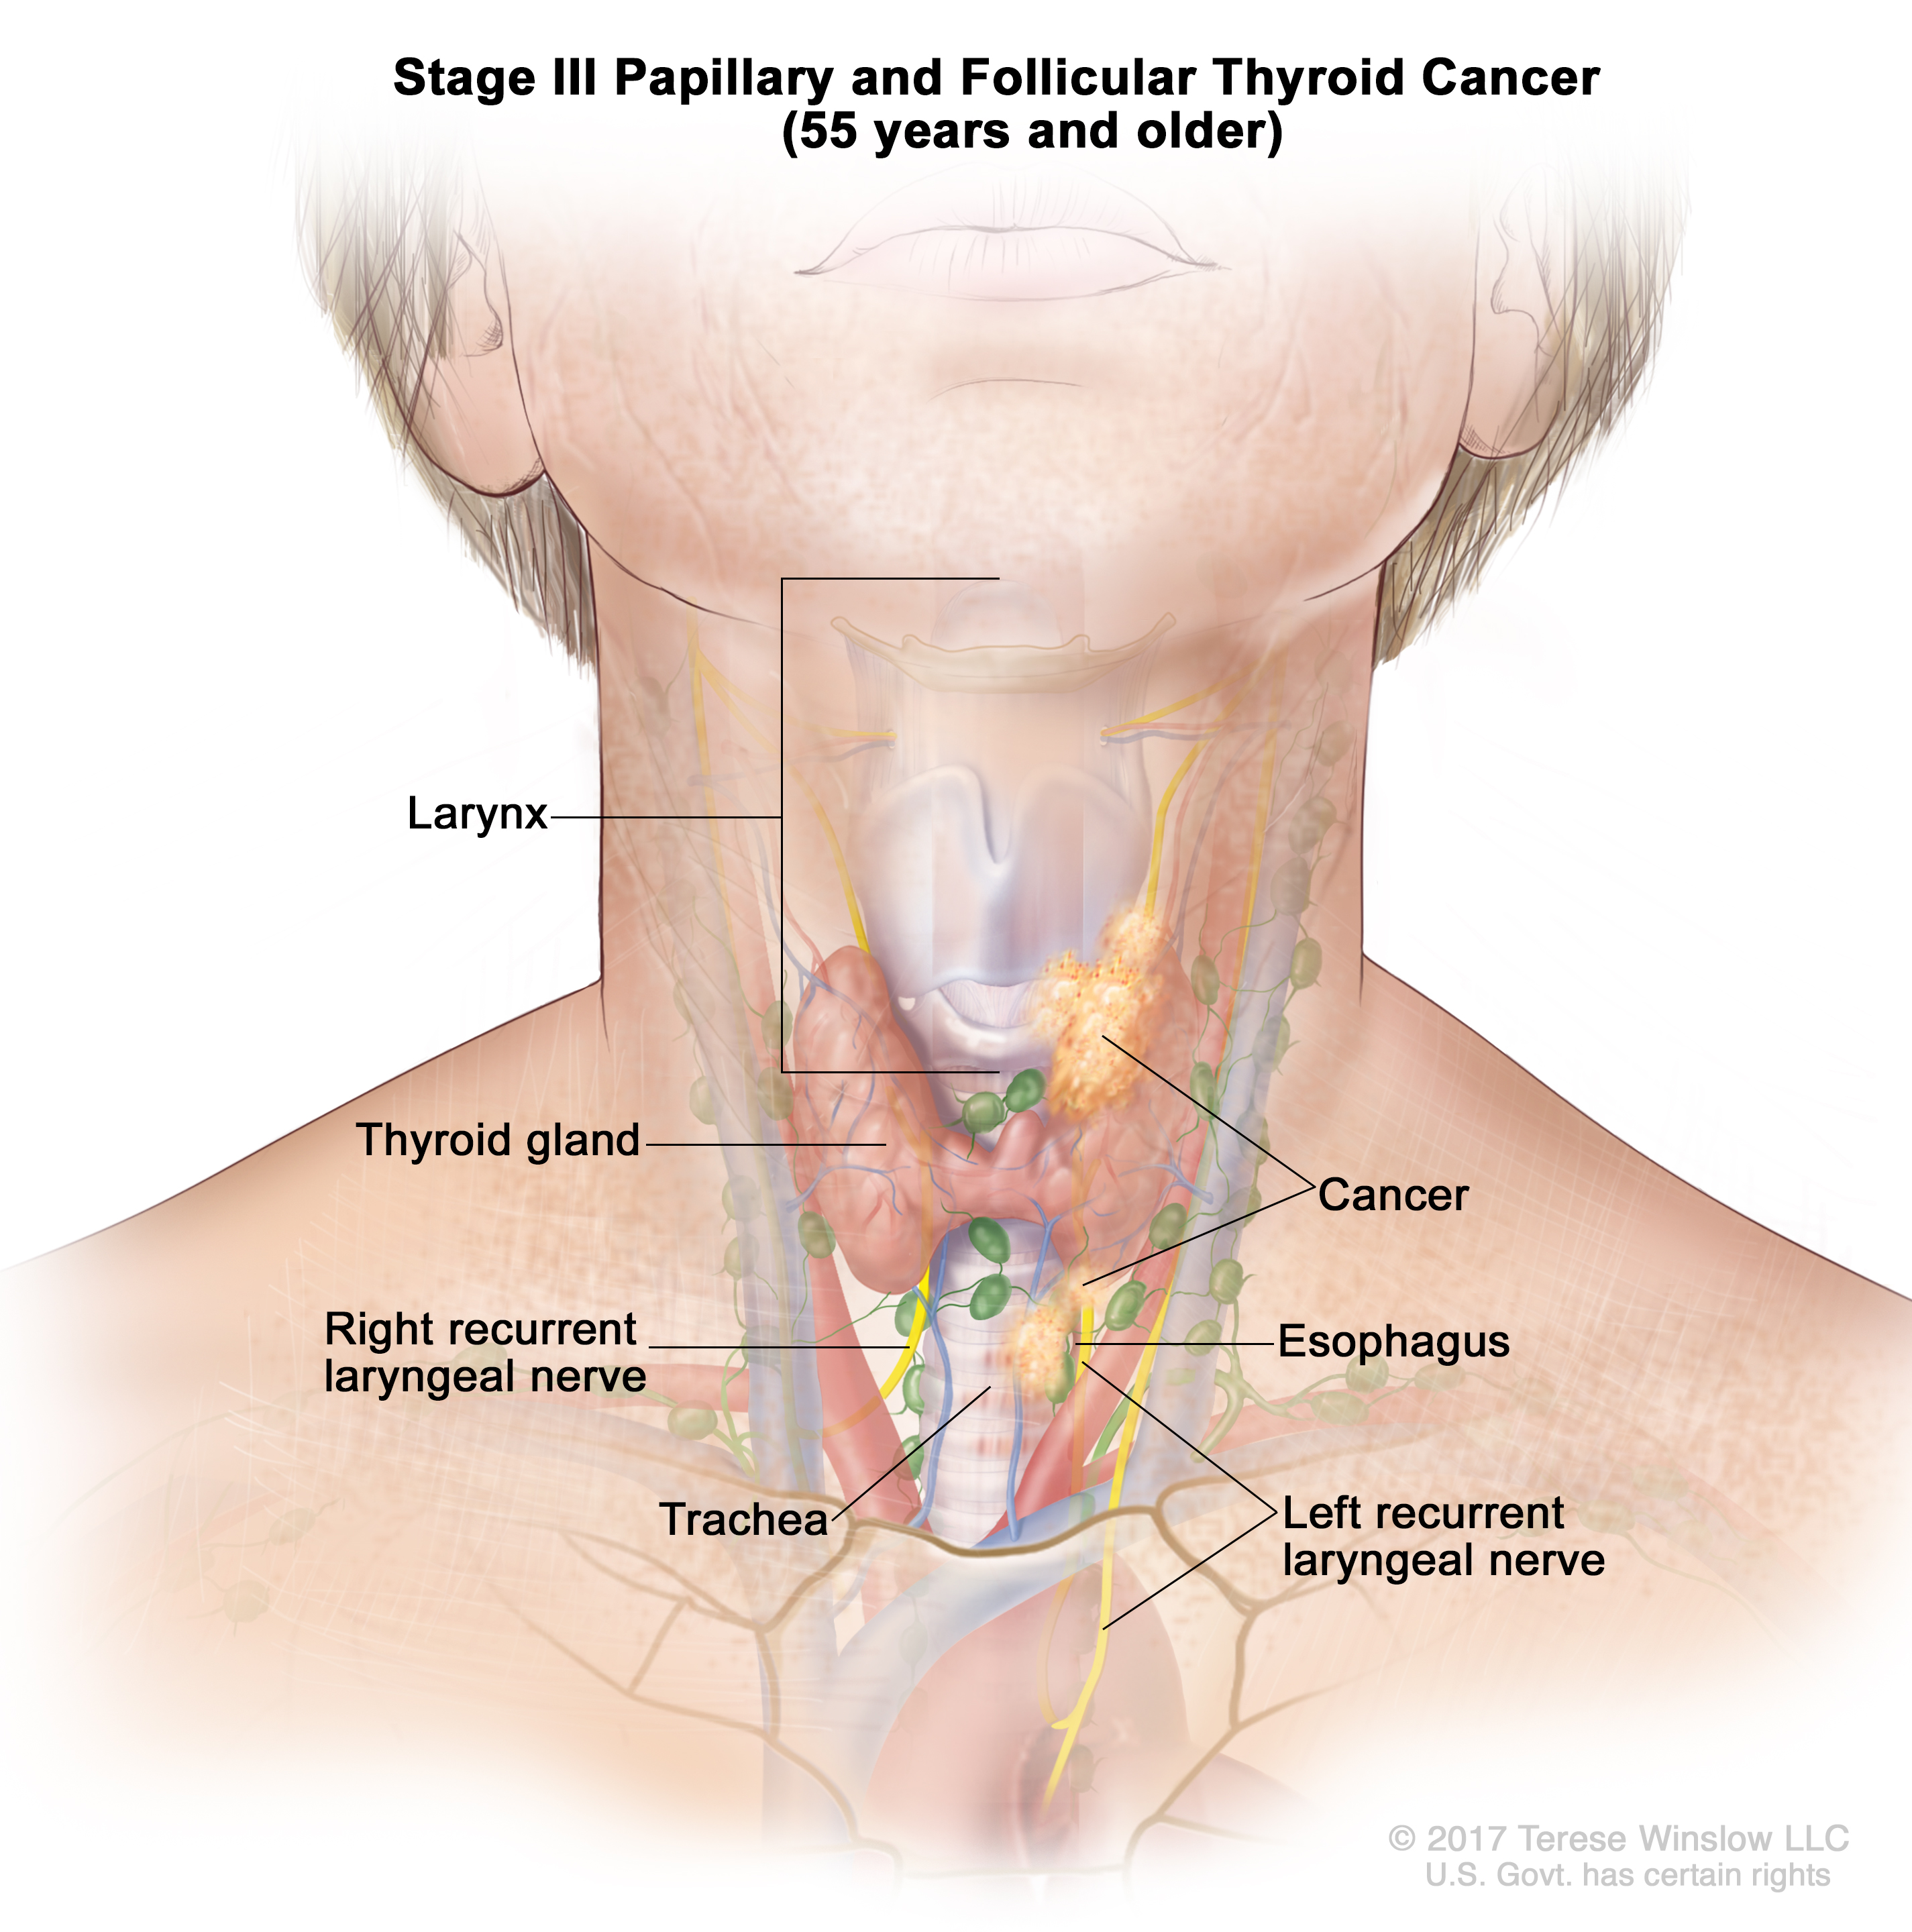 Stage III Papillary and Follicular Thyroid Cancer
(55 years and older)
Larynx
Thyroid gland
Cancer
Right recurrent
laryngeal nerve
Esophagus
Trachea
Left recurrent
laryngeal nerve
© 2017 Terese Winslow LLC
U.S. Govt. has certain rights